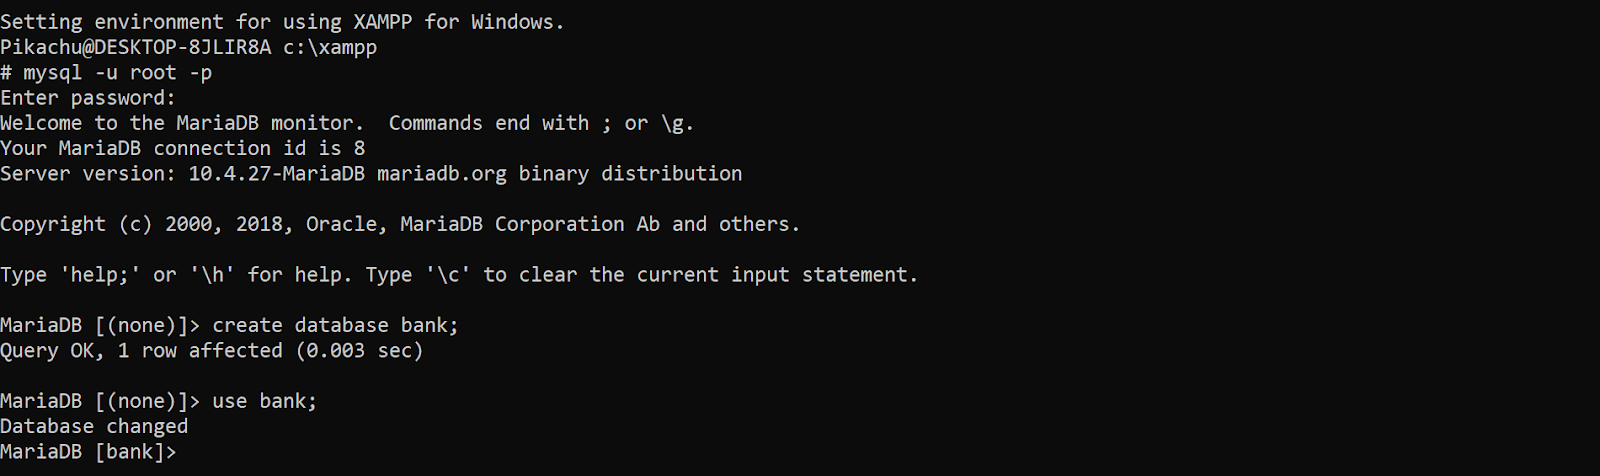 Setting environment for using XAMPP for Windows.
Pikachu@DESKTOP-8JLIR8A c:\xampp
# mysql -u root -p
Enter password:
Welcome to the MariaDB monitor.  Commands end with ; or \g.
Your MariaDB connection id is 8
Server version: 10.4.27-MariaDB mariadb.org binary distribution

Copyright (c) 2000, 2018, Oracle, MariaDB Corporation Ab and others.

Type 'help;' or '\h' for help. Type '\c' to clear the current input statement.

MariaDB [(none)]> create database bank;
Query OK, 1 row affected (0.003 sec)

MariaDB [(none)]> use bank;
Database changed
MariaDB [bank]>